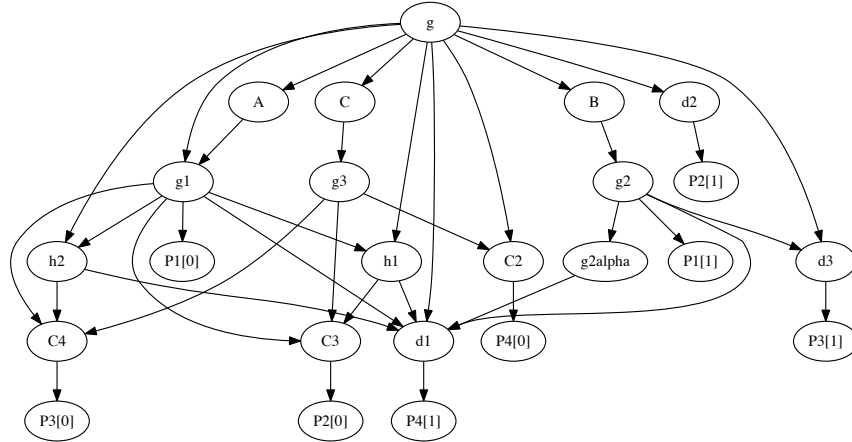 g
A
C
B
d2
g1
g3
g2
P2[1]
h2
P1[0]
h1
C2
g2alpha
P1[1]
d3
C4
C3
d1
P4[0]
P3[1]
P3[0]
P2[0]
P4[1]